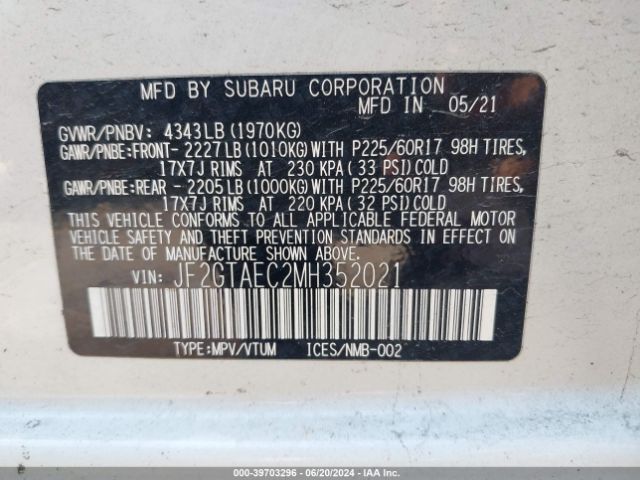 MFD BY SUBARU CORPORATION
MFD IN 05/21
GVWR/PNBV: 4343LB(1970KG)
GAWR/PNBE:FRONT- 2227LB(1010KG)WITH P225/60R17 98H TIRES,
17X7J RIMS AT 230 KPA(33 PSI)COLD
GAWR/PNBE:REAR - 2205LB(1000KG)WITH P225/60R17 98H TIRES,
17X7J RIMS AT 220 KPA(32 PSI)COLD
THIS VEHICLE CONFORMS TO ALL APPLICABLE FEDERAL MOTOR
VEHICLE SAFETY AND THEFT PREVENTION STANDARDS IN EFFECT ON
THE DATE OF MANUFACTURE SHOWN ABOVE.
VIN: JF2GTAEC2MH352021
TYPE:MPV/VTUM ICES/NMB-002
000-39703296 - 06/20/2024 - IAAI.COM